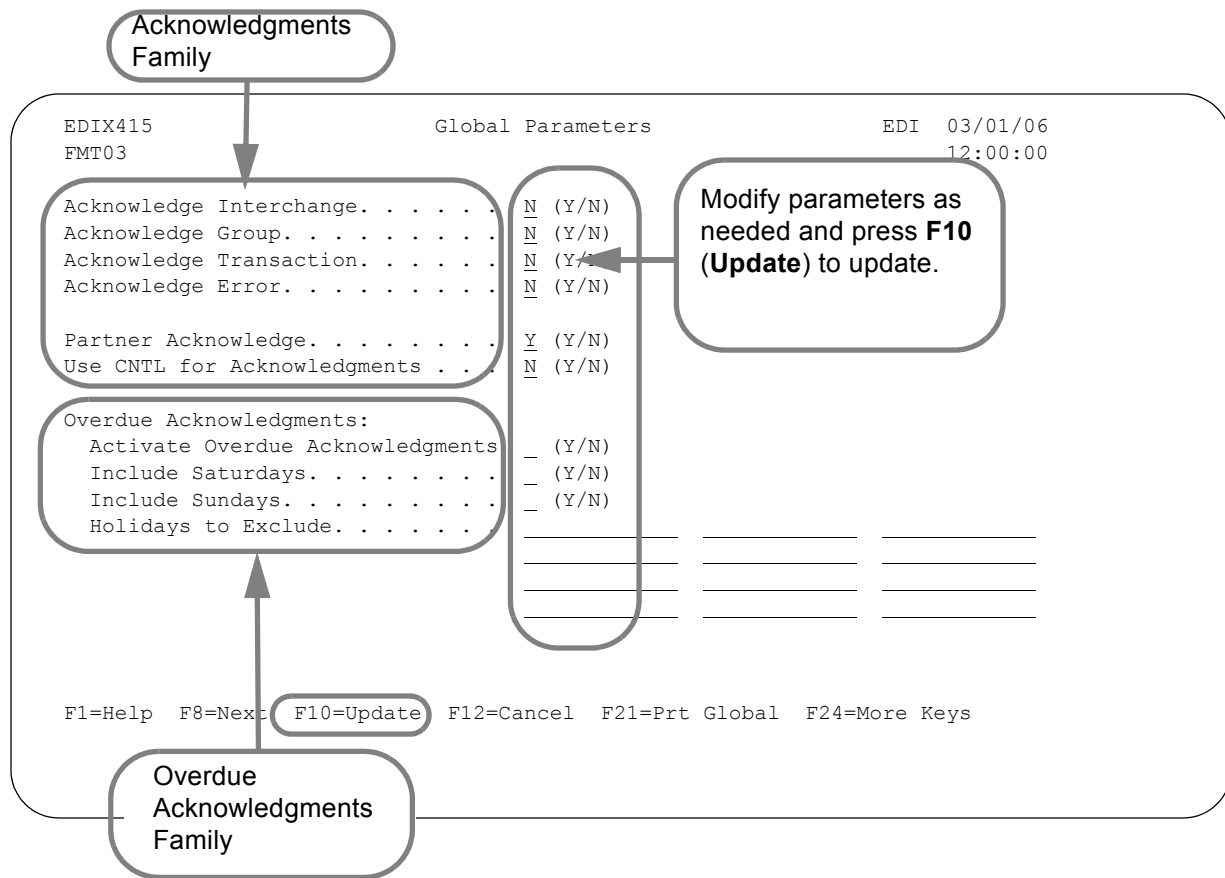 Acknowledgments
Family
EDIX415 Global Parameters EDI 03/01/06
FMT03 12:00:00
Acknowledge Interchange. . . . . . N (Y/N)
Acknowledge Group. . . . . . . . . N (Y/N)
Acknowledge Transaction. . . . . . N (Y/N)
Acknowledge Error. . . . . . . . . N (Y/N)
Partner Acknowledge. . . . . . . . Y (Y/N)
Use CNTL for Acknowledgments . . . N (Y/N)
Modify parameters as
needed and press F10
(Update) to update.
Overdue Acknowledgments:
Activate Overdue Acknowledgments _ (Y/N)
Include Saturdays. . . . . . . . _ (Y/N)
Include Sundays. . . . . . . . . _ (Y/N)
Holidays to Exclude. . . . . . .
F1=Help F8=Next F10=Update F12=Cancel F21=Prt Global F24=More Keys
Overdue
Acknowledgments
Family